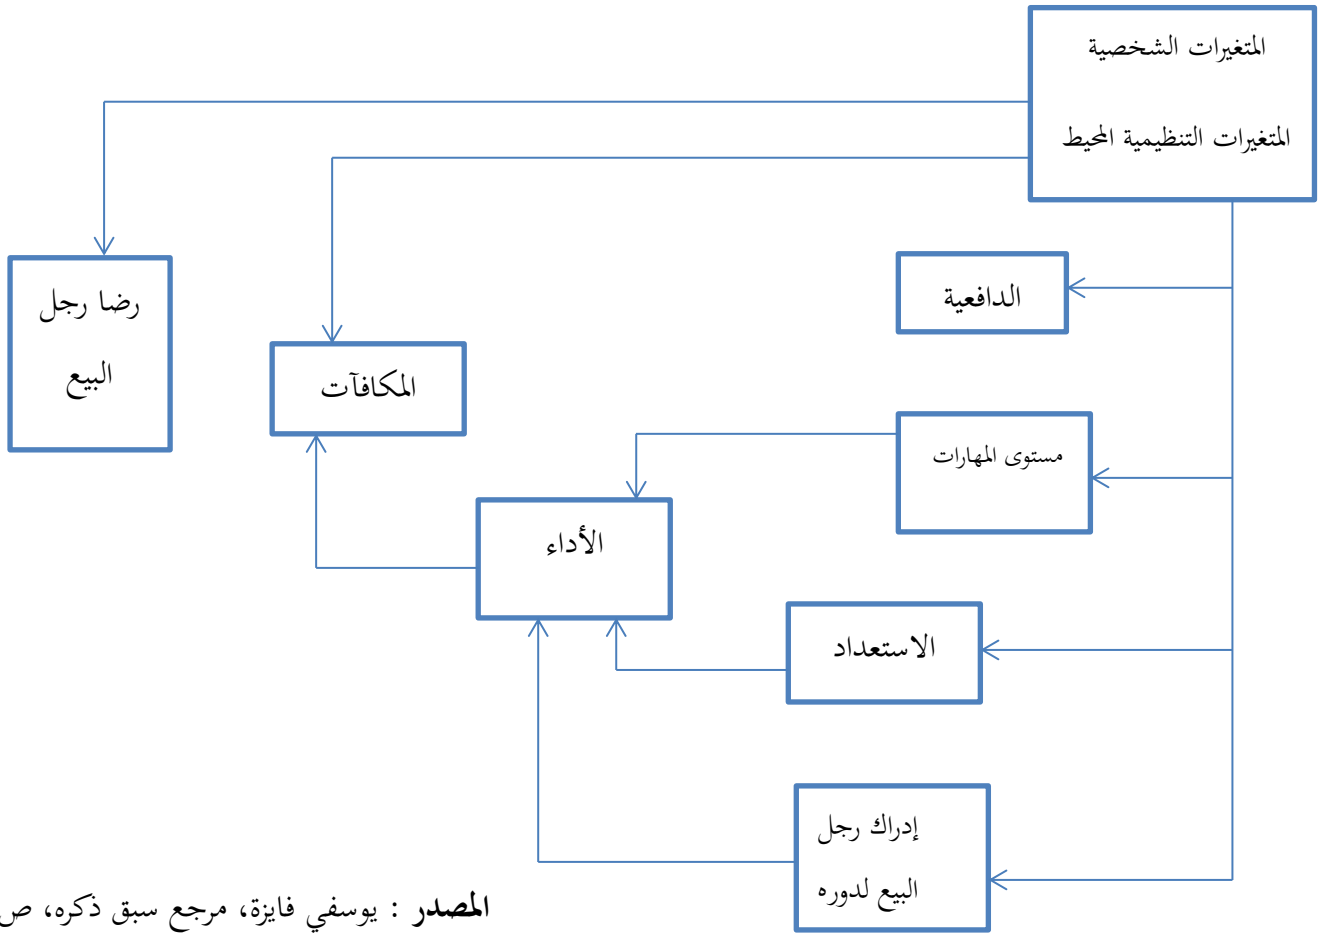 المتغيرات الشخصية
المتغيرات التنظيمية المحيط
الدافعية
رضا رجل
البيع
المكافآت
مستوى المهارات
الأداء
الاستعداد
إدراك رجل
البيع لدوره
المصدر : يوسفي فايزة، مرجع سبق ذكره، ص